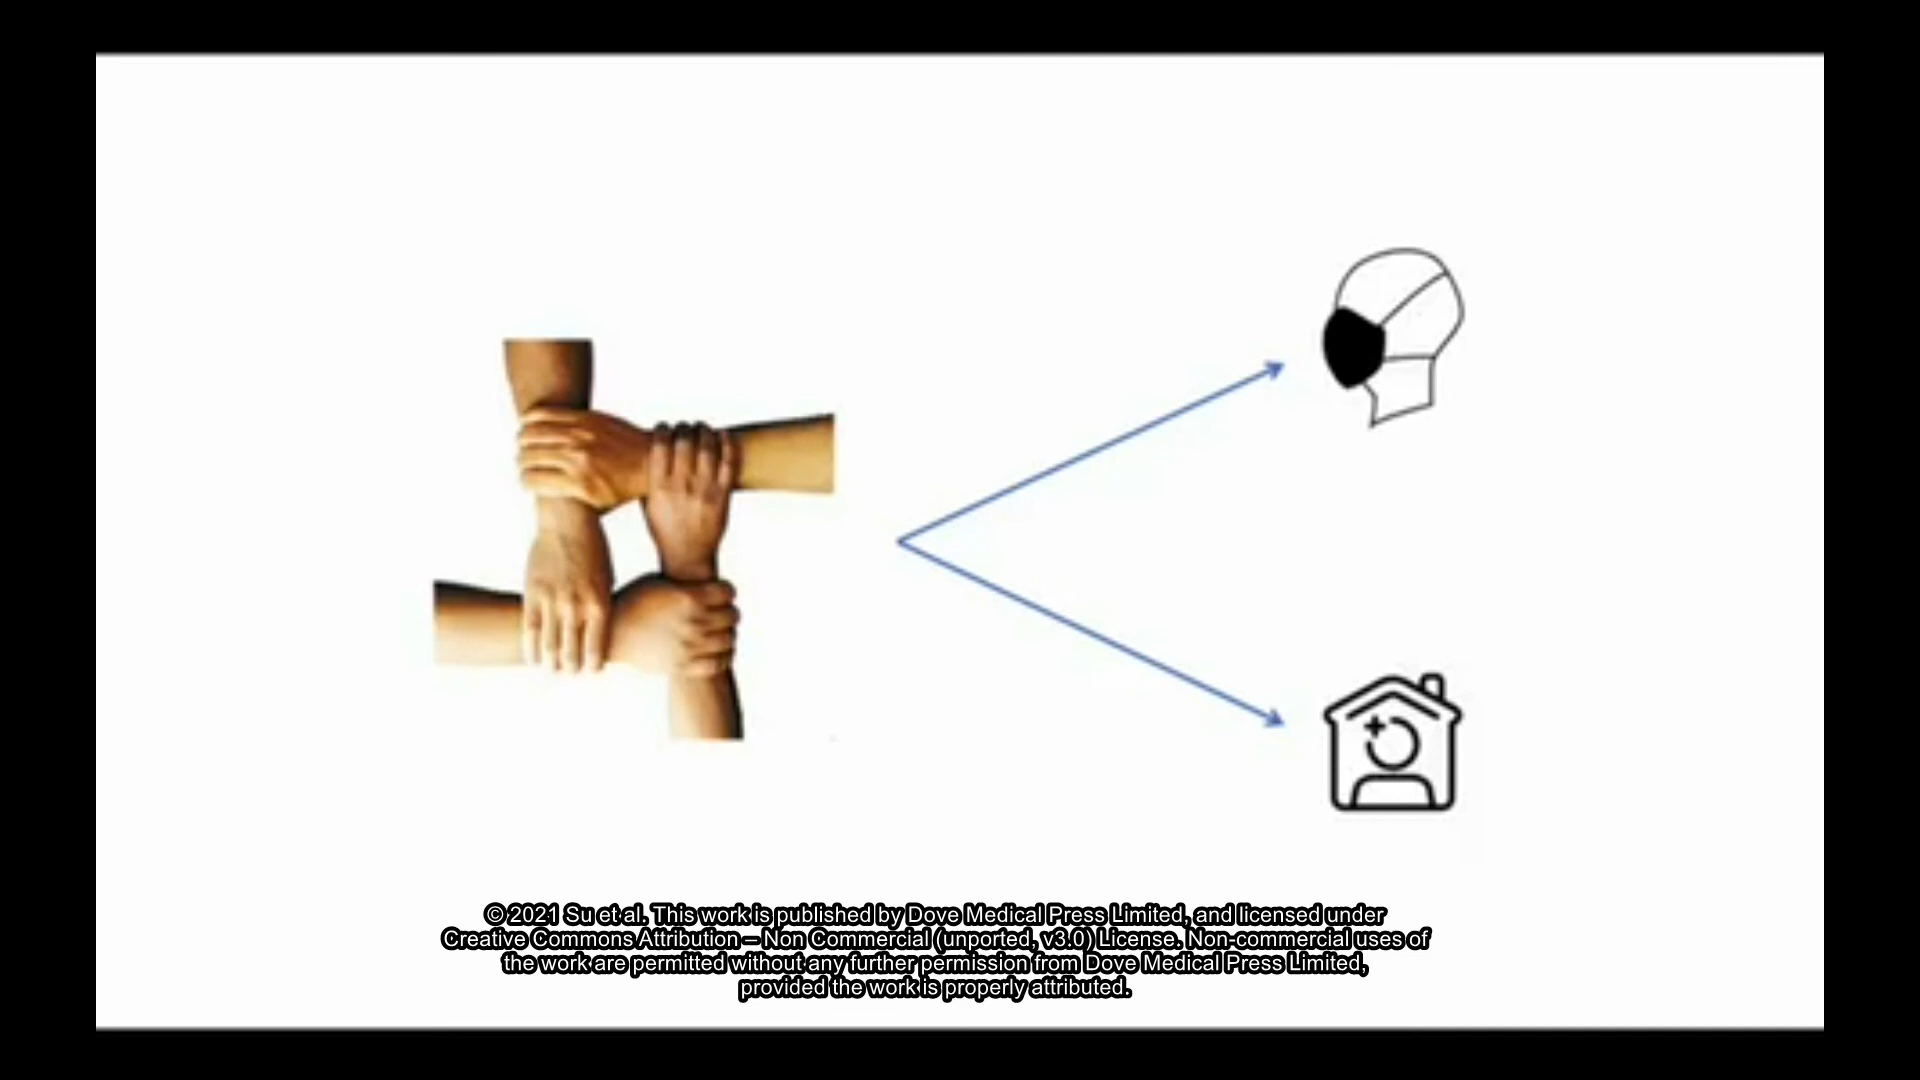 © 2021 Su et al. This work is published by Dove Medical Press Limited, and licensed under
Creative Commons Attribution – Non Commercial (unported, v3.0) License. Non-commercial uses of
the work are permitted without any further permission from Dove Medical Press Limited,
provided the work is properly attributed.